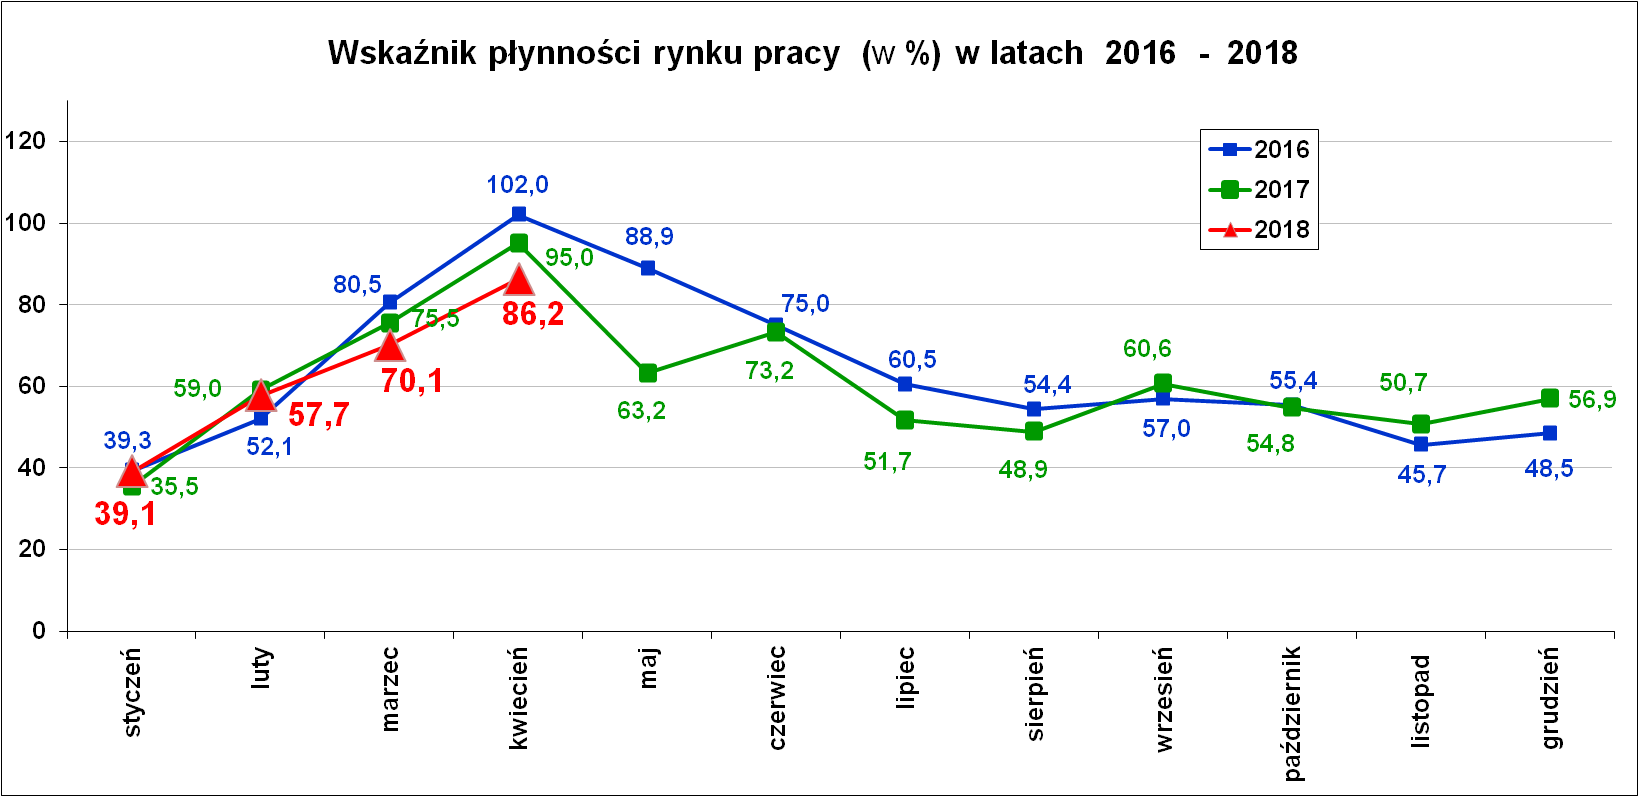 Wskaźnik płynności rynku pracy (w %) w latach 2016 - 2018
120
100
80
60
40
20
0
2016
2017
2018
39,3
52,1
80,5
102,0
88,9
75,0
60,5
54,4
57,0
55,4
45,7
48,5
35,5
59,0
75,5
95,0
63,2
73,2
51,7
48,9
60,6
54,8
50,7
56,9
39,1
57,7
70,1
86,2
styczeń
luty
marzec
kwiecień
maj
czerwiec
lipiec
sierpień
wrzesień
październik
listopad
grudzień